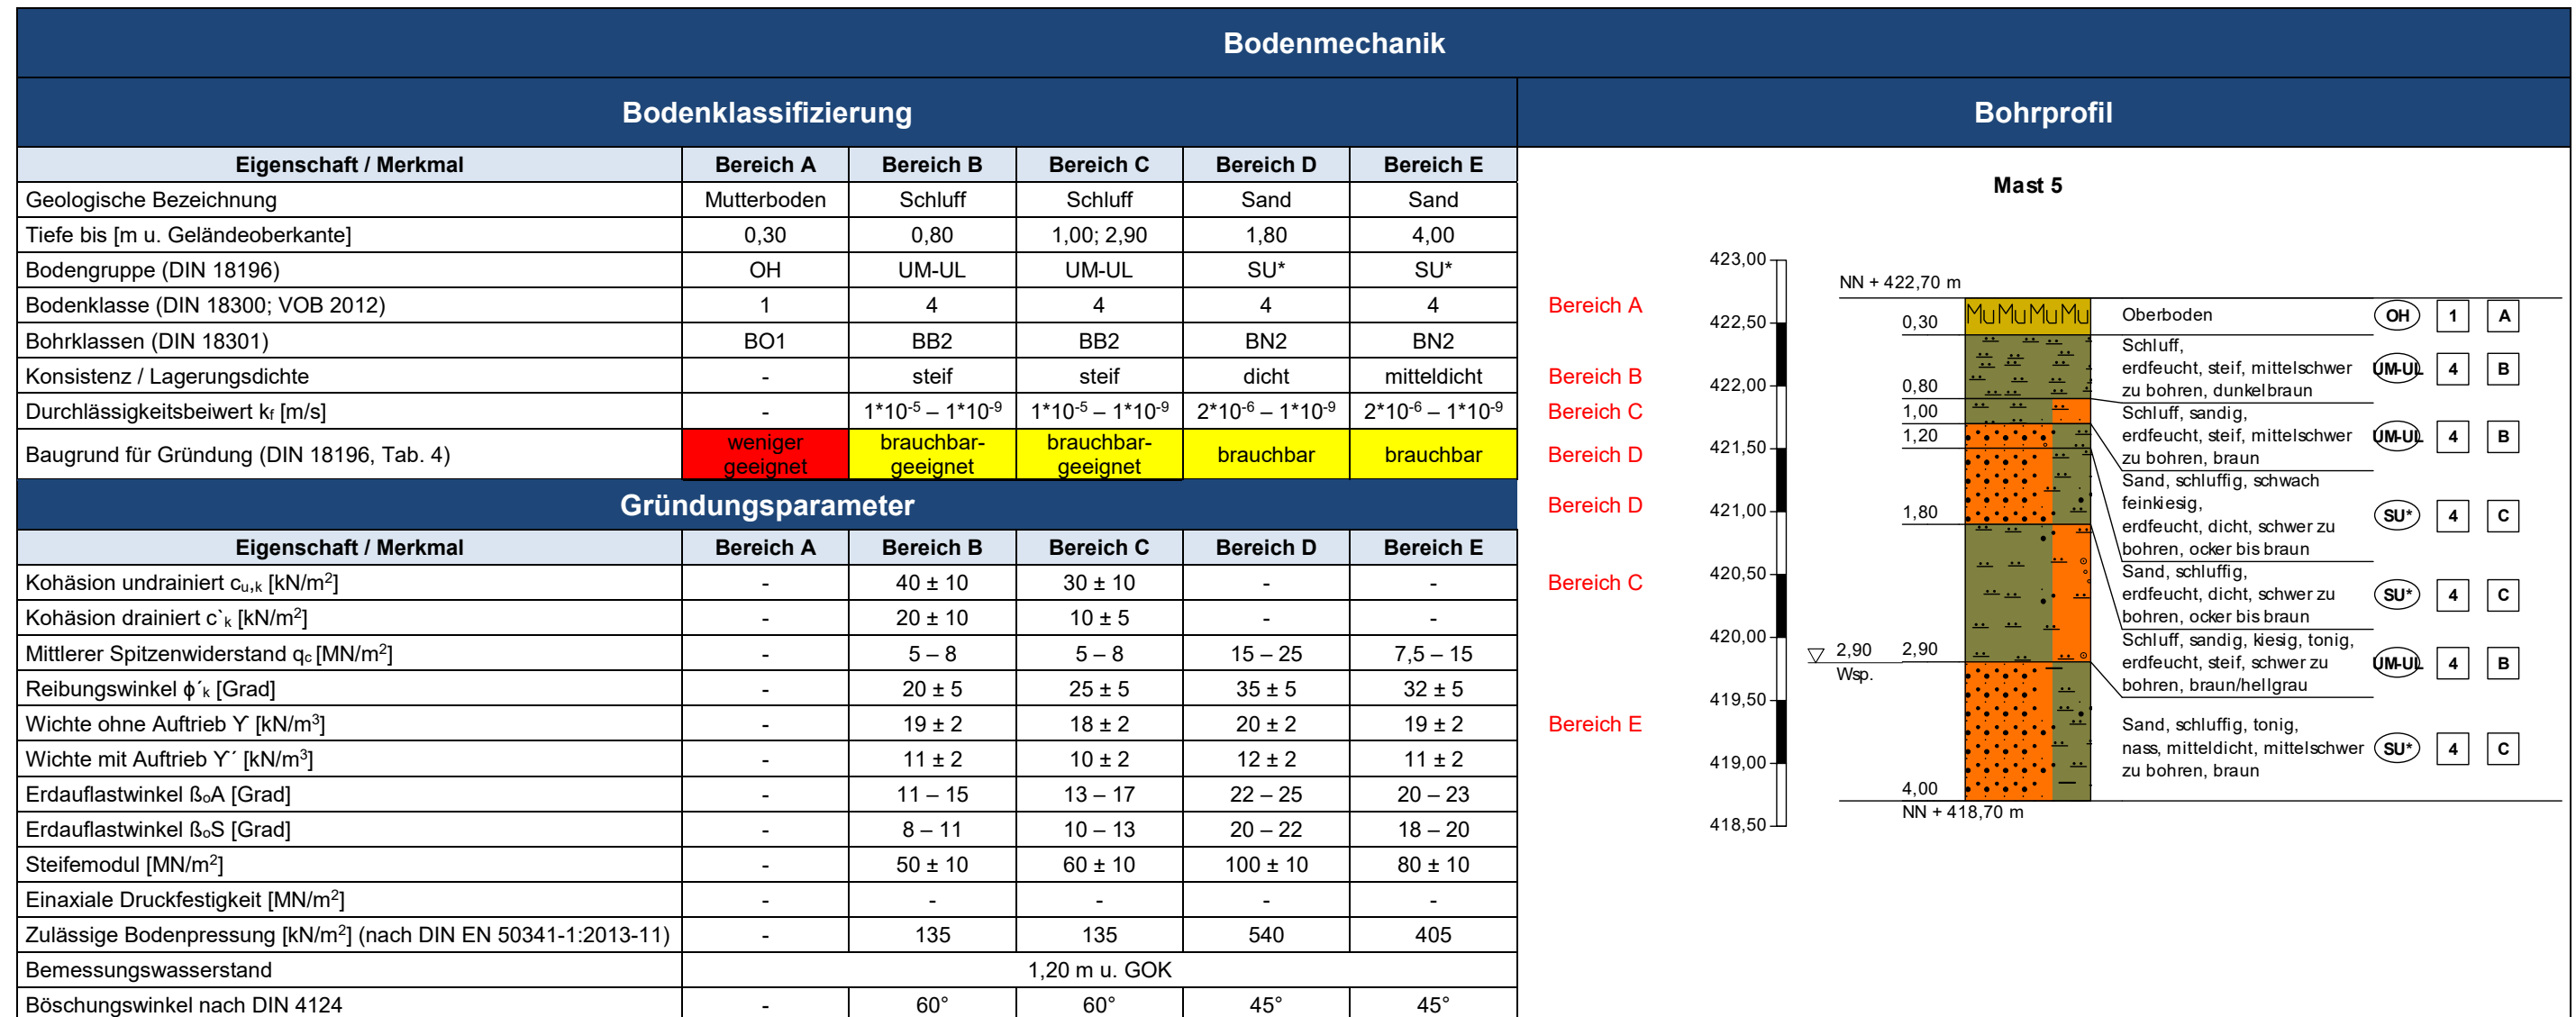 Bodenmechanik
Bodenklassifizierung
Bohrprofil
Eigenschaft / Merkmal Bereich A Bereich B Bereich C Bereich D Bereich E
Geologische Bezeichnung Mutterboden Schluff Schluff Sand Sand
Tiefe bis [m u. Geländeoberkante] 0,30 0,80 1,00; 2,90 1,80 4,00
Bodengruppe (DIN 18196) OH UM-UL UM-UL SU* SU*
Bodenklasse (DIN 18300; VOB 2012) 1 4 4 4 4
Bohrklassen (DIN 18301) BO1 BB2 BB2 BN2 BN2
Konsistenz / Lagerungsdichte - steif steif dicht mitteldicht
Durchlässigkeitsbeiwert kf [m/s] - 1*10-5 – 1*10-9 1*10-5 – 1*10-9 2*10-6 – 1*10-9 2*10-6 – 1*10-9
Baugrund für Gründung (DIN 18196, Tab. 4) weniger geeignet brauchbar-geeignet brauchbar-geeignet brauchbar brauchbar
Gründungsparameter
Eigenschaft / Merkmal Bereich A Bereich B Bereich C Bereich D Bereich E
Kohäsion undrainiert cu,k [kN/m2] - 40 ± 10 30 ± 10 - -
Kohäsion drainiert c`k [kN/m2] - 20 ± 10 10 ± 5 - -
Mittlerer Spitzenwiderstand qc [MN/m2] - 5 – 8 5 – 8 15 – 25 7,5 – 15
Reibungswinkel ϕ´k [Grad] - 20 ± 5 25 ± 5 35 ± 5 32 ± 5
Wichte ohne Auftrieb ϒ [kN/m3] - 19 ± 2 18 ± 2 20 ± 2 19 ± 2
Wichte mit Auftrieb ϒ´ [kN/m3] - 11 ± 2 10 ± 2 12 ± 2 11 ± 2
Erdauflastwinkel ßoA [Grad] - 11 – 15 13 – 17 22 – 25 20 – 23
Erdauflastwinkel ßoS [Grad] - 8 – 11 10 – 13 20 – 22 18 – 20
Steifemodul [MN/m2] - 50 ± 10 60 ± 10 100 ± 10 80 ± 10
Einaxiale Druckfestigkeit [MN/m2] - - - - -
Zulässige Bodenpressung [kN/m2] (nach DIN EN 50341-1:2013-11) - 135 135 540 405
Bemessungswasserstand 1,20 m u. GOK
Böschungswinkel nach DIN 4124 - 60° 60° 45° 45°
Bereich A
Bereich B
Bereich C
Bereich D
Bereich D
Bereich C
Bereich E
Mast 5
423,00
422,50
422,00
421,50
421,00
420,50
420,00
419,50
419,00
418,50
NN + 422,70 m
0,30
0,80
1,00
1,20
1,80
2,90 2,90
Wsp.
4,00
NN + 418,70 m
Mu Mu Mu Mu
Oberboden OH 1 A
Schluff,
erdfeucht, steif, mittelschwer UM-UL 4 B
zu bohren, dunkelbraun
Schluff, sandig,
erdfeucht, steif, mittelschwer UM-UL 4 B
zu bohren, braun
Sand, schluffig, schwach
feinkiesig, SU* 4 C
erdfeucht, dicht, schwer zu
bohren, ocker bis braun
Sand, schluffig,
erdfeucht, dicht, schwer zu SU* 4 C
bohren, ocker bis braun
Schluff, sandig, kiesig, tonig,
erdfeucht, steif, schwer zu UM-UL 4 B
bohren, braun/hellgrau
Sand, schluffig, tonig,
nass, mitteldicht, mittelschwer SU* 4 C
zu bohren, braun